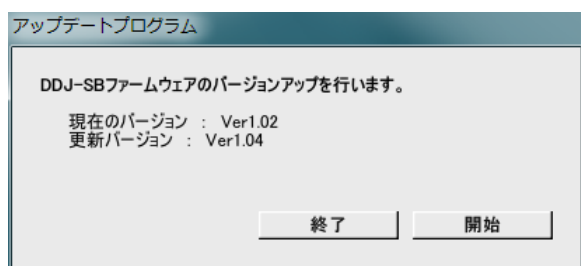 アップデートプログラム
DDJ-SBファームウェアのバージョンアップを行います。
現在のバージョン : Ver1.02
更新バージョン : Ver1.04
終了 開始